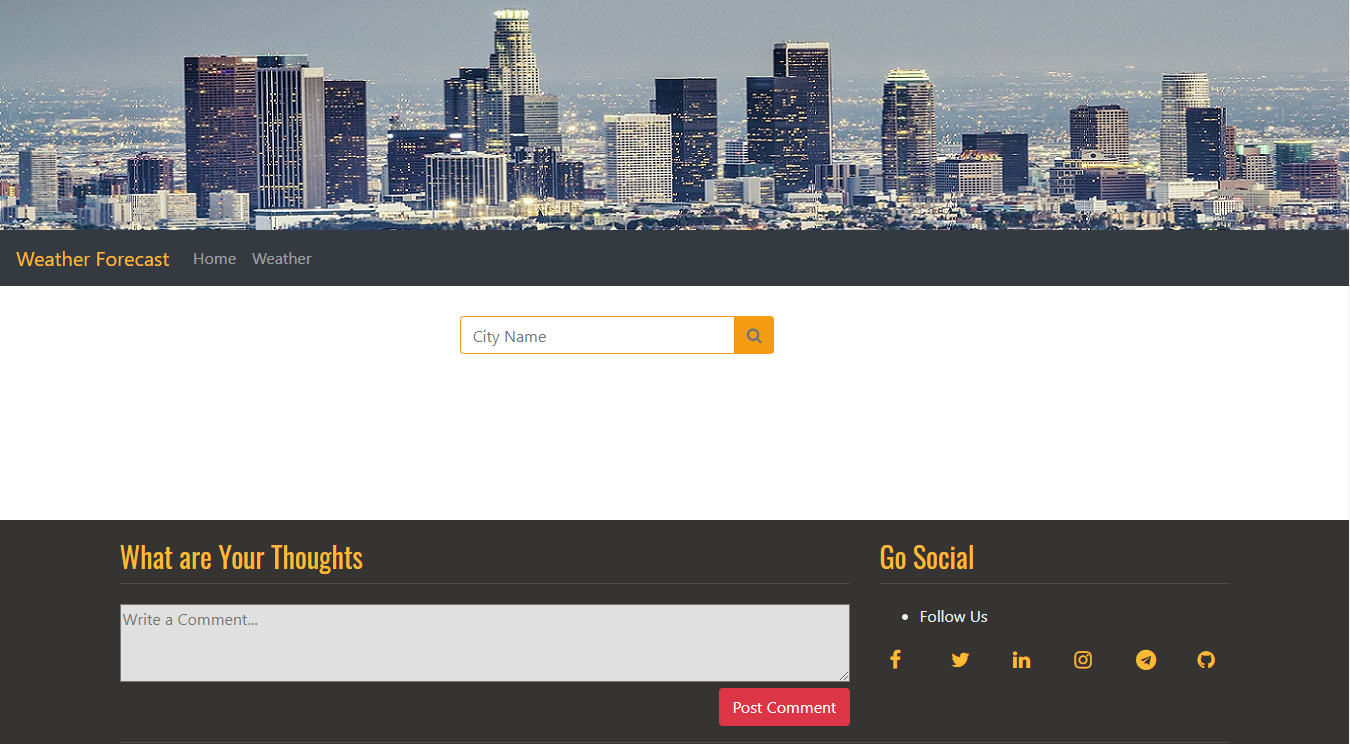 Weather Forecast Home Weather
City Name
What are Your Thoughts
Write a Comment...
Post Comment
Go Social
Follow Us